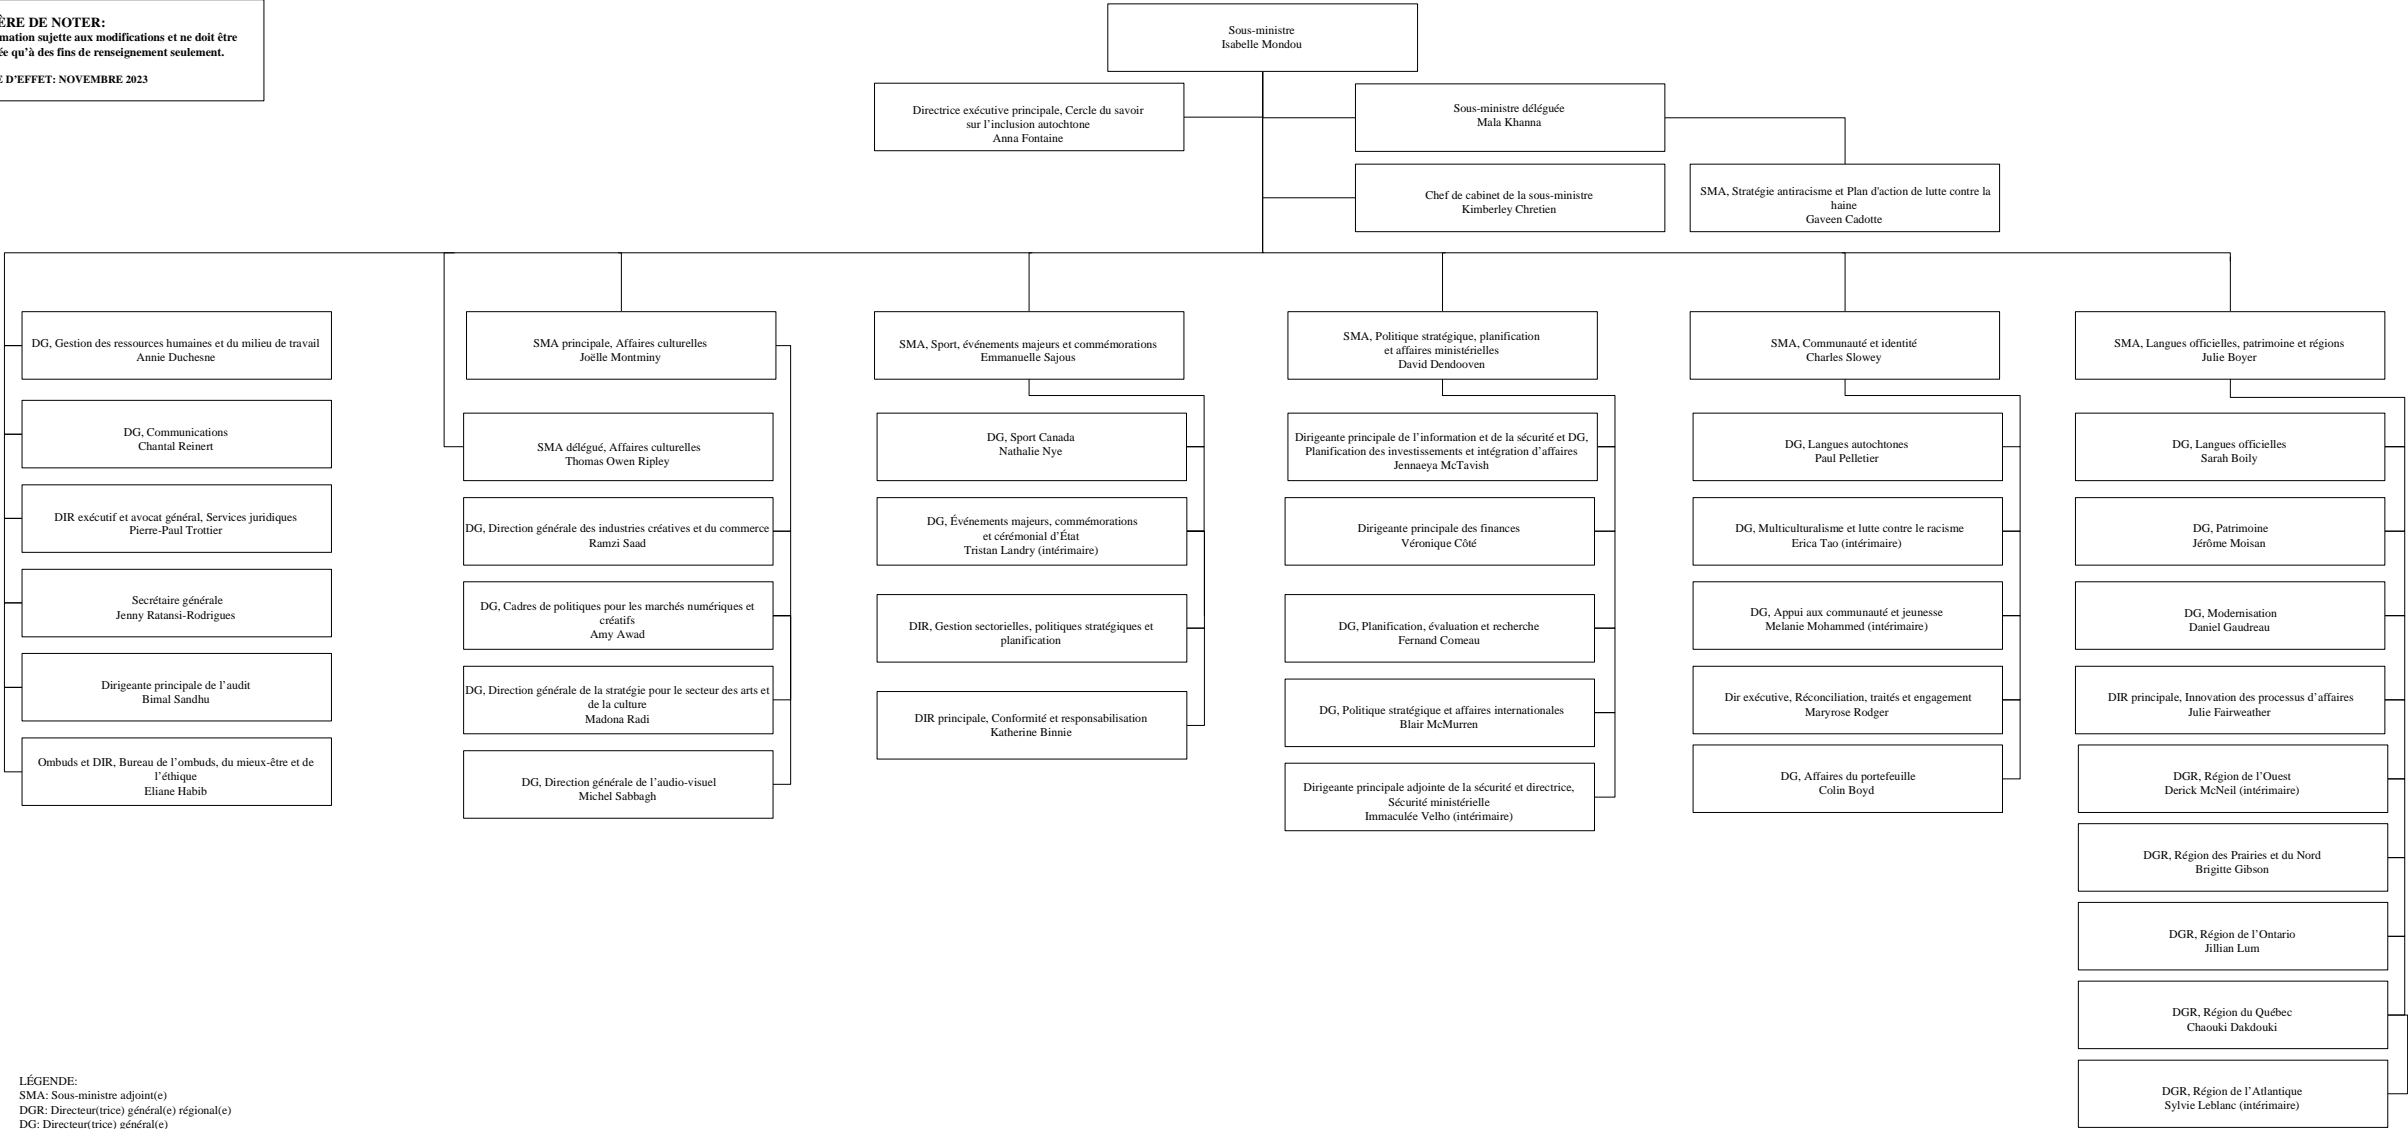 ÈRE DE NOTER:
mation sujette aux modifications et ne doit être
ée qu’à des fins de renseignement seulement.
E D’EFFET: NOVEMBRE 2023
Sous-ministre
Isabelle Mondou
Directrice exécutive principale, Cercle du savoir
sur l’inclusion autochtone
Anna Fontaine
Sous-ministre déléguée
Mala Khanna
Chef de cabinet de la sous-ministre
Kimberley Chretien
SMA, Stratégie antiracisme et Plan d'action de lutte contre la
haine
Gaveen Cadotte
DG, Gestion des ressources humaines et du milieu de travail
Annie Duchesne
DG, Communications
Chantal Reinert
DIR exécutif et avocat général, Services juridiques
Pierre-Paul Trottier
Secrétaire générale
Jenny Ratansi-Rodrigues
Dirigeante principale de l’audit
Bimal Sandhu
Ombuds et DIR, Bureau de l’ombuds, du mieux-être et de
l’éthique
Eliane Habib
SMA principale, Affaires culturelles
Joëlle Montminy
SMA délégué, Affaires culturelles
Thomas Owen Ripley
DG, Direction générale des industries créatives et du commerce
Ramzi Saad
DG, Cadres de politiques pour les marchés numériques et
créatifs
Amy Awad
DG, Direction générale de la stratégie pour le secteur des arts et
de la culture
Madona Radi
DG, Direction générale de l’audio-visuel
Michel Sabbagh
SMA, Sport, événements majeurs et commémorations
Emmanuelle Sajous
DG, Sport Canada
Nathalie Nye
DG, Événements majeurs, commémorations
et cérémonial d’État
Tristan Landry (intérimaire)
DIR, Gestion sectorielles, politiques stratégiques et
planification
DIR principale, Conformité et responsabilisation
Katherine Binnie
SMA, Politique stratégique, planification
et affaires ministérielles
David Dendooven
Dirigeante principale de l’information et de la sécurité et DG,
Planification des investissements et intégration d’affaires
Jennaeya McTavish
Dirigeante principale des finances
Véronique Côté
DG, Planification, évaluation et recherche
Fernand Comeau
DG, Politique stratégique et affaires internationales
Blair McMurren
Dirigeante principale adjointe de la sécurité et directrice,
Sécurité ministérielle
Immaculée Velho (intérimaire)
SMA, Communauté et identité
Charles Slowey
DG, Langues autochtones
Paul Pelletier
DG, Multiculturalisme et lutte contre le racisme
Erica Tao (intérimaire)
DG, Appui aux communauté et jeunesse
Melanie Mohammed (intérimaire)
Dir exécutive, Réconciliation, traités et engagement
Maryrose Rodger
DG, Affaires du portefeuille
Colin Boyd
SMA, Langues officielles, patrimoine et régions
Julie Boyer
DG, Langues officielles
Sarah Boily
DG, Patrimoine
Jérôme Moisan
DG, Modernisation
Daniel Gaudreau
DIR principale, Innovation des processus d’affaires
Julie Fairweather
DGR, Région de l’Ouest
Derick McNeil (intérimaire)
DGR, Région des Prairies et du Nord
Brigitte Gibson
DGR, Région de l’Ontario
Jillian Lum
DGR, Région du Québec
Chaouki Dakdouki
DGR, Région de l’Atlantique
Sylvie Leblanc (intérimaire)
LÉGENDE:
SMA: Sous-ministre adjoint(e)
DGR: Directeur(trice) général(e) régional(e)
DG: Directeur(trice) général(e)